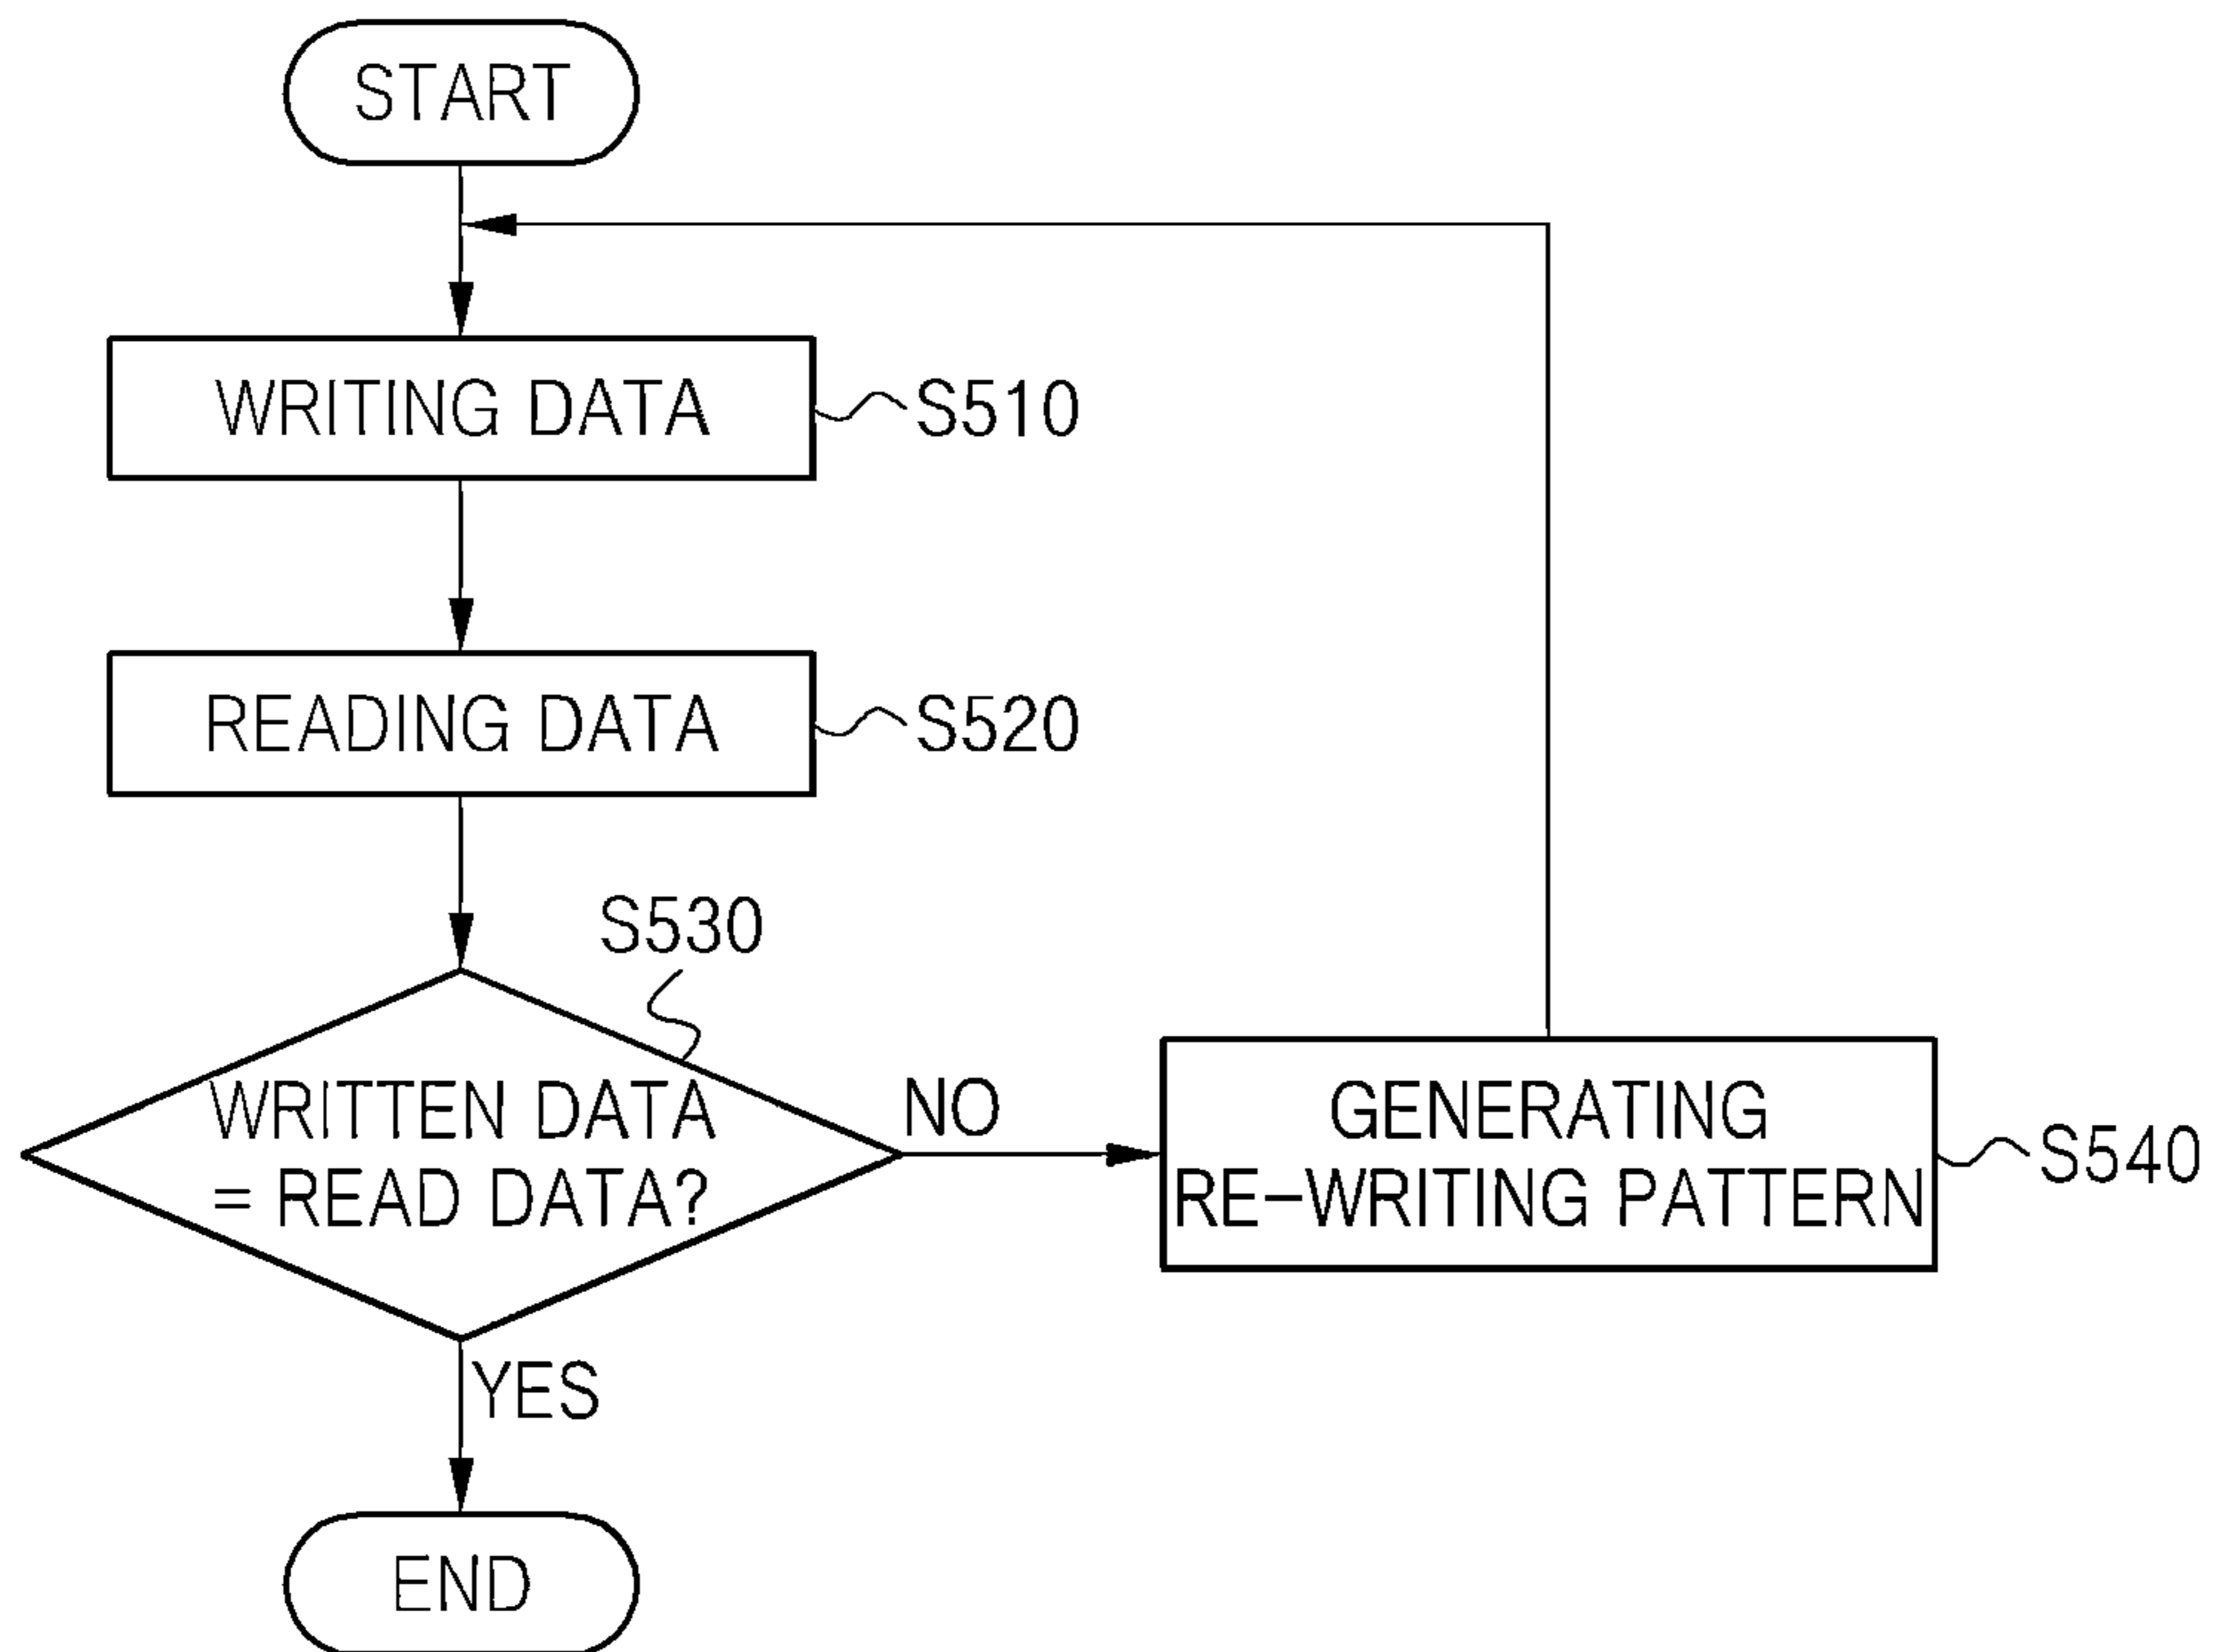 START
WRITING DATA
S510
READING DATA
S520
S530
WRITTEN DATA
= READ DATA?
NO
GENERATING
RE-WRITING PATTERN
S540
YES
END